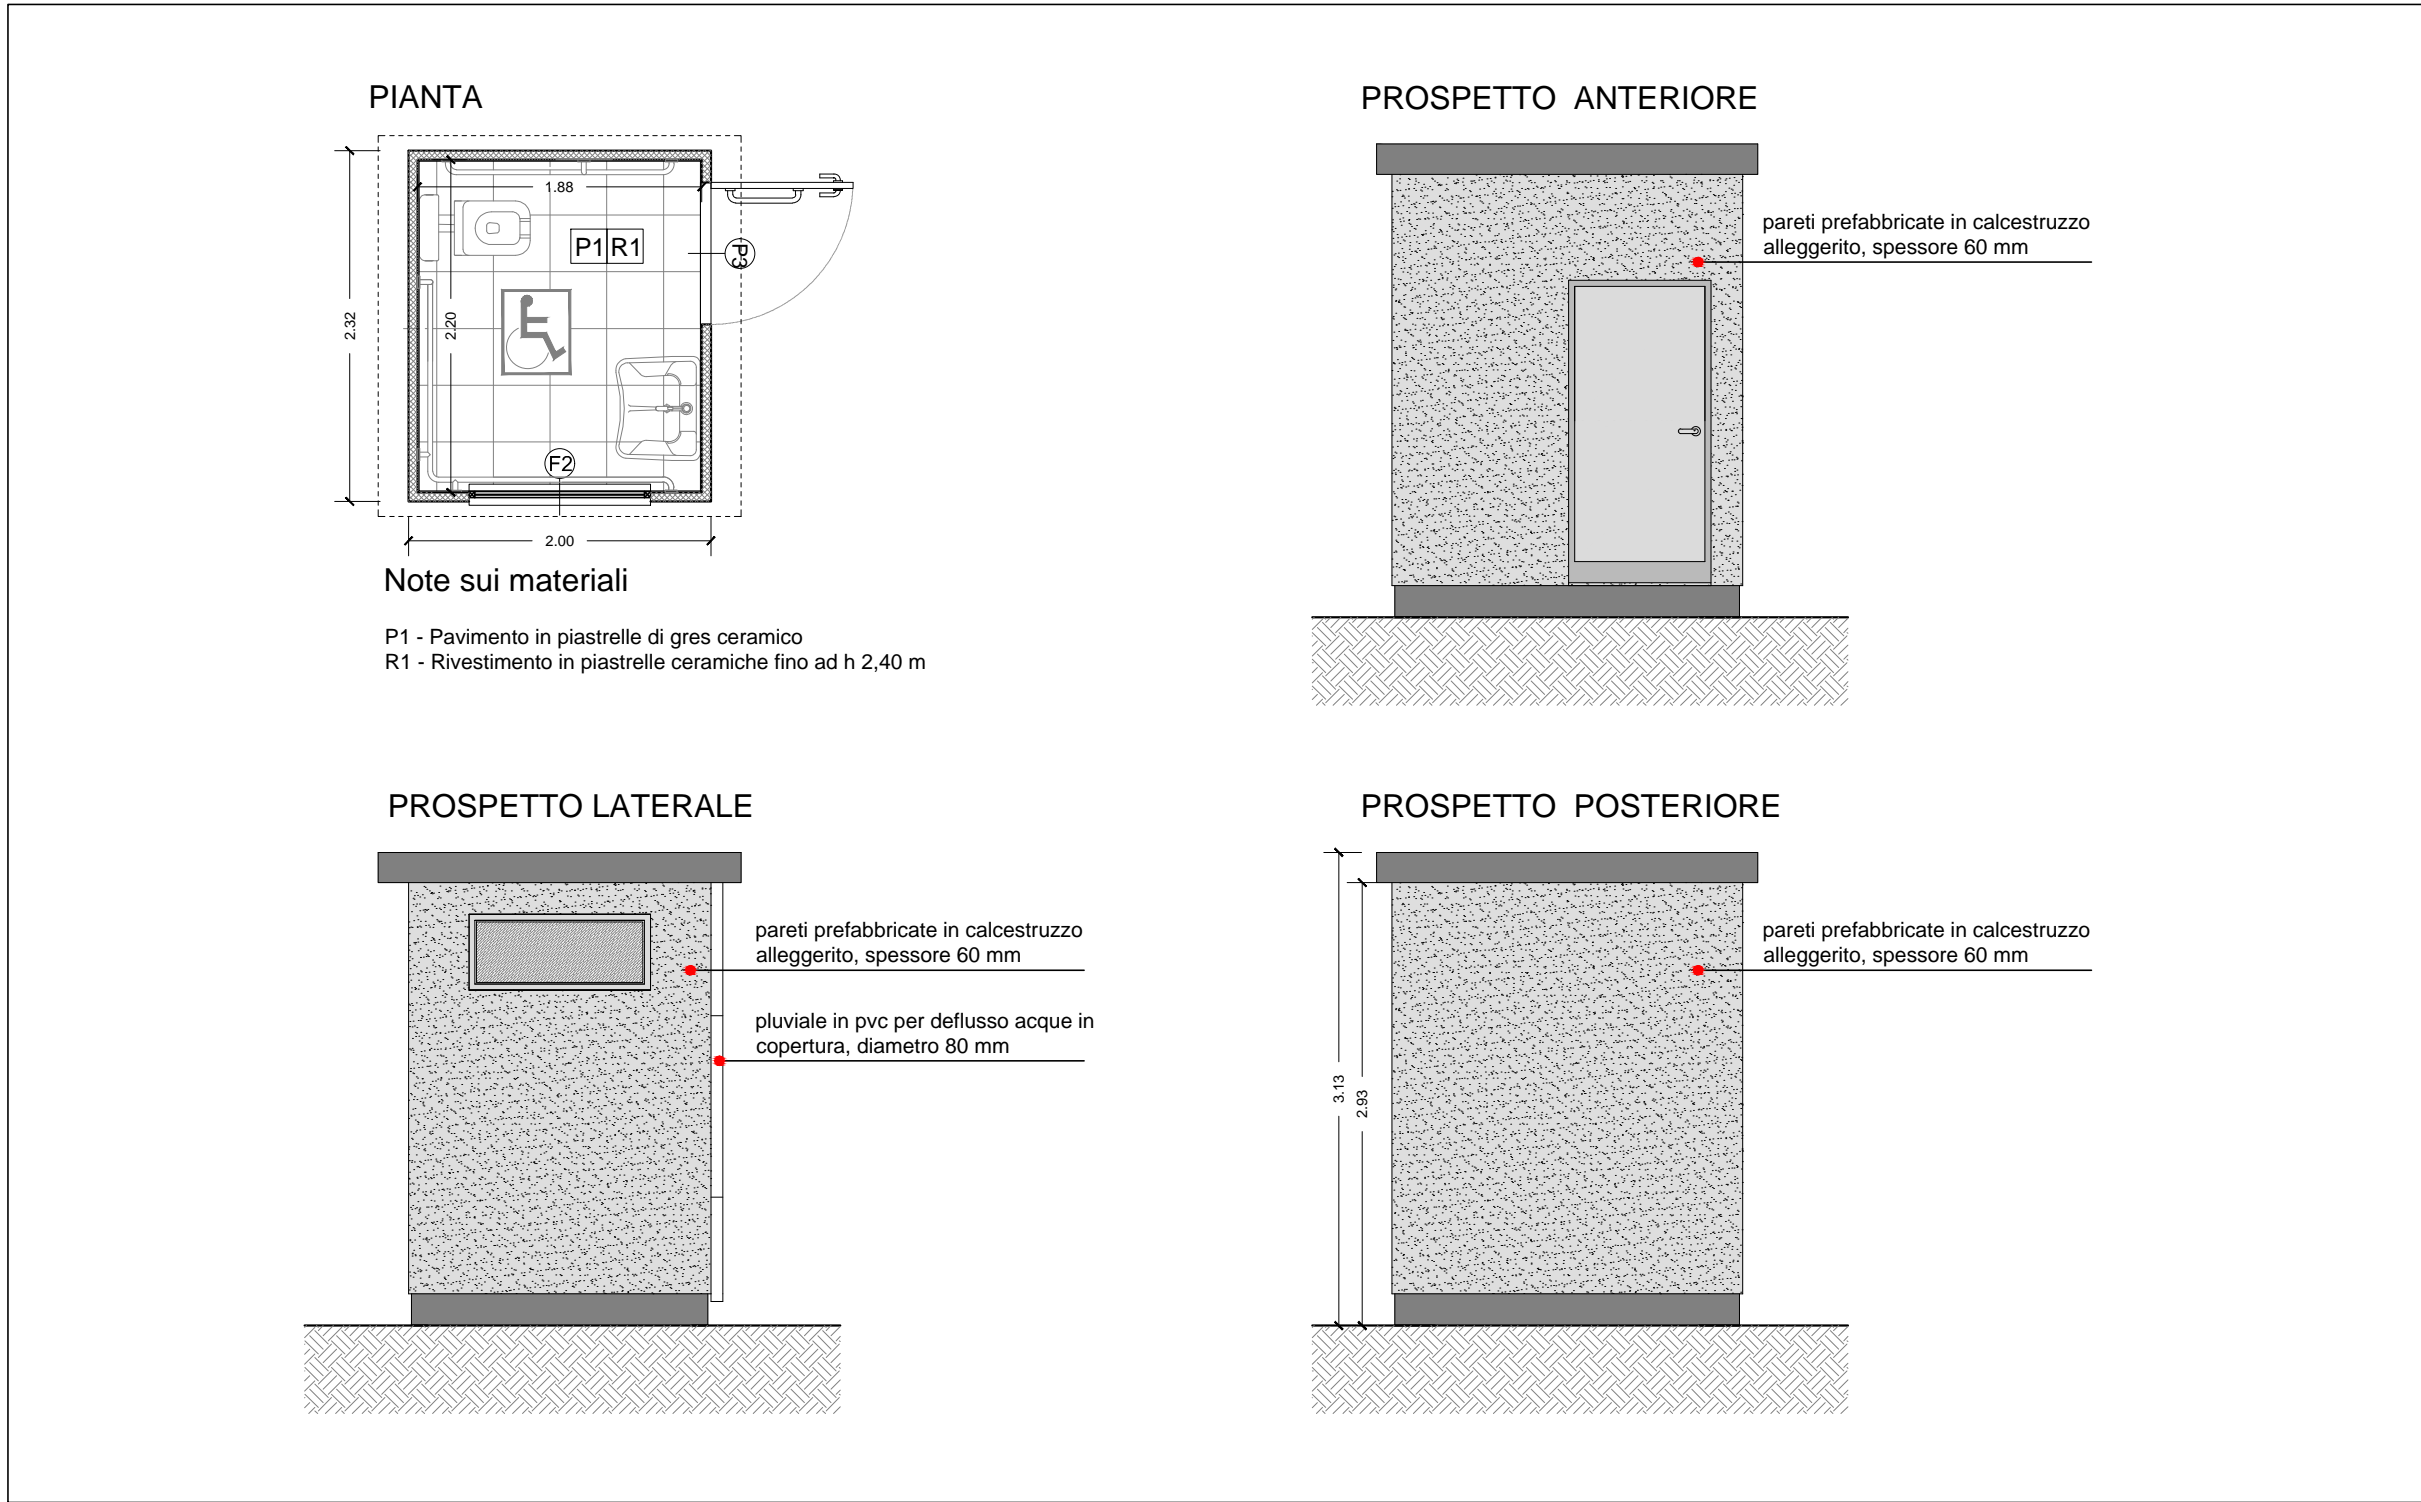 PIANTA
1.88
P1 R1
P3
2.32
2.20
F2
2.00
Note sui materiali
P1 - Pavimento in piastrelle di gres ceramico
R1 - Rivestimento in piastrelle ceramiche fino ad h 2,40 m
PROSPETTO ANTERIORE
pareti prefabbricate in calcestruzzo
alleggerito, spessore 60 mm
PROSPETTO LATERALE
pareti prefabbricate in calcestruzzo
alleggerito, spessore 60 mm
pluviale in pvc per deflusso acque in
copertura, diametro 80 mm
PROSPETTO POSTERIORE
3.13
2.93
pareti prefabbricate in calcestruzzo
alleggerito, spessore 60 mm